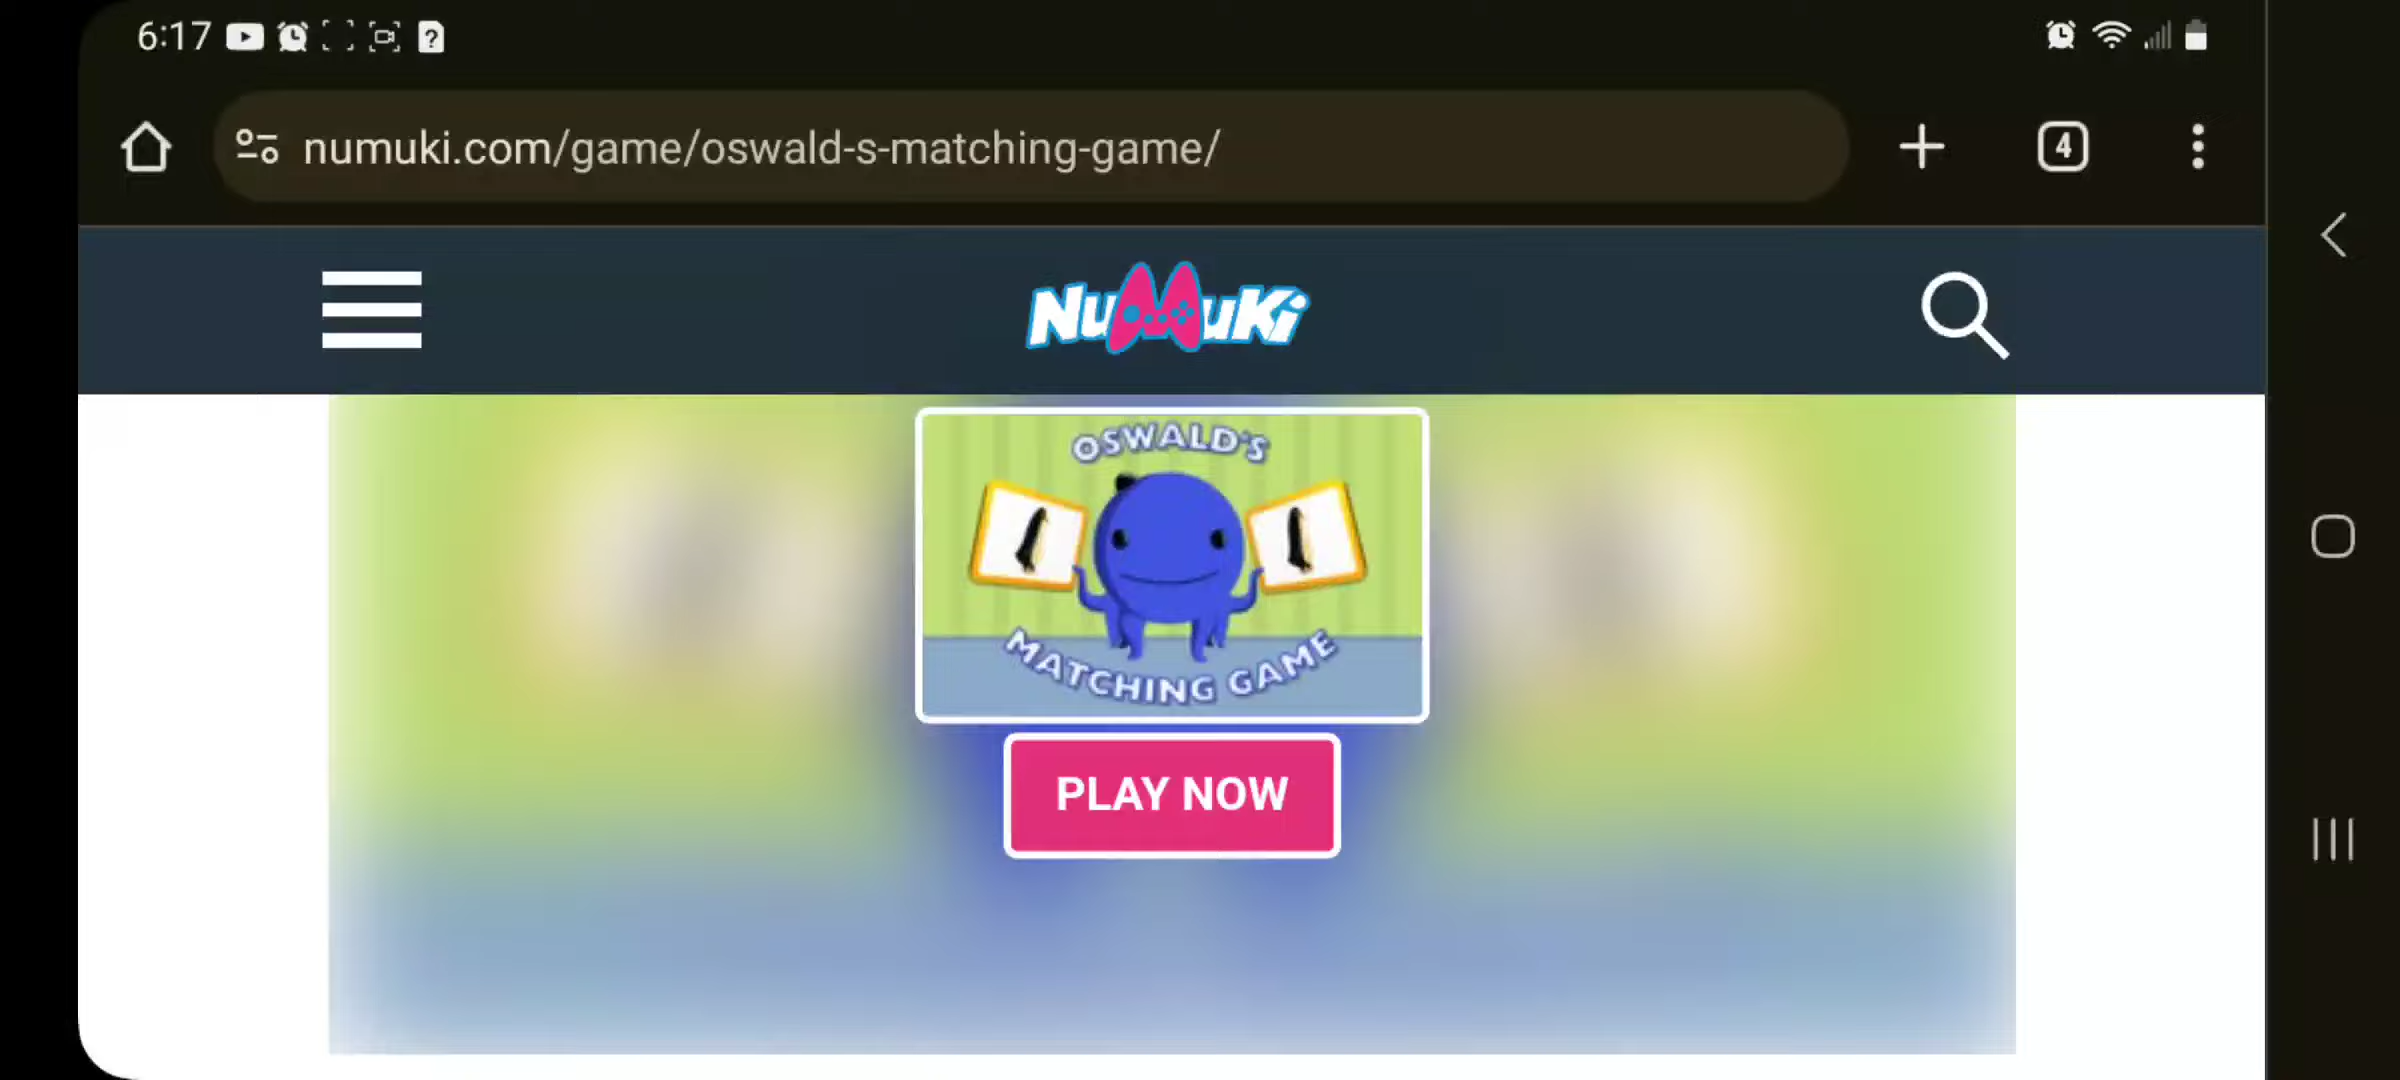 6:17
numuki.com/game/oswald-s-matching-game/
4
NuMuKi
OSWALD'S
MATCHING GAME
PLAY NOW